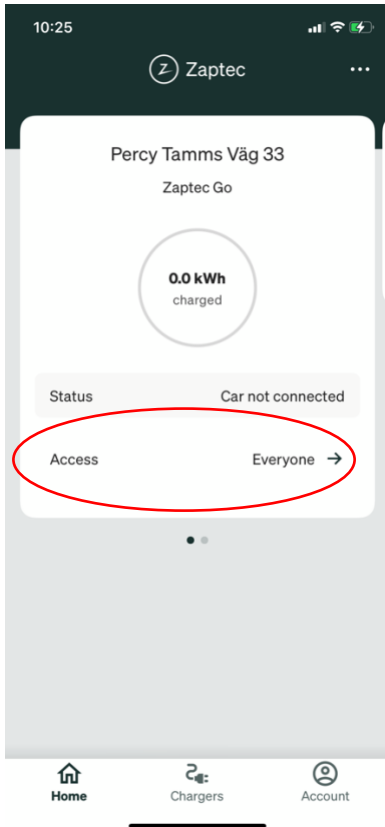 10:25
Zaptec
Percy Tamms Väg 33
Zaptec Go
0.0 kWh
charged
Status Car not connected
Access Everyone →
Home Chargers Account